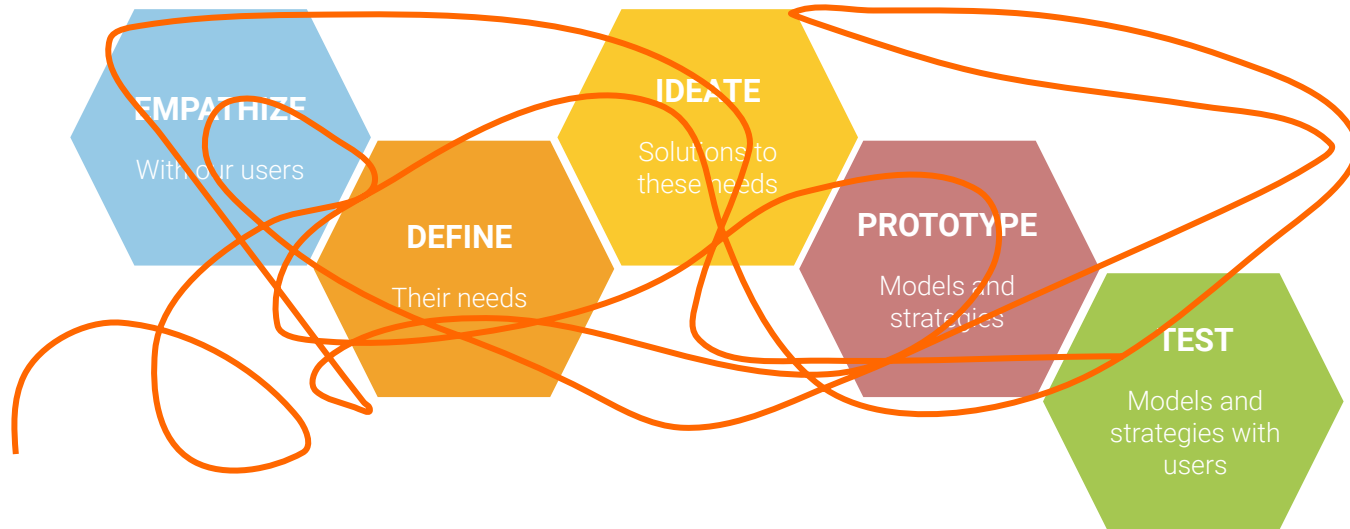 EMPATHIZE
With our users
DEFINE
Their needs
IDEATE
Solutions to
these needs
PROTOTYPE
Models and
strategies
TEST
Models and
strategies with
users